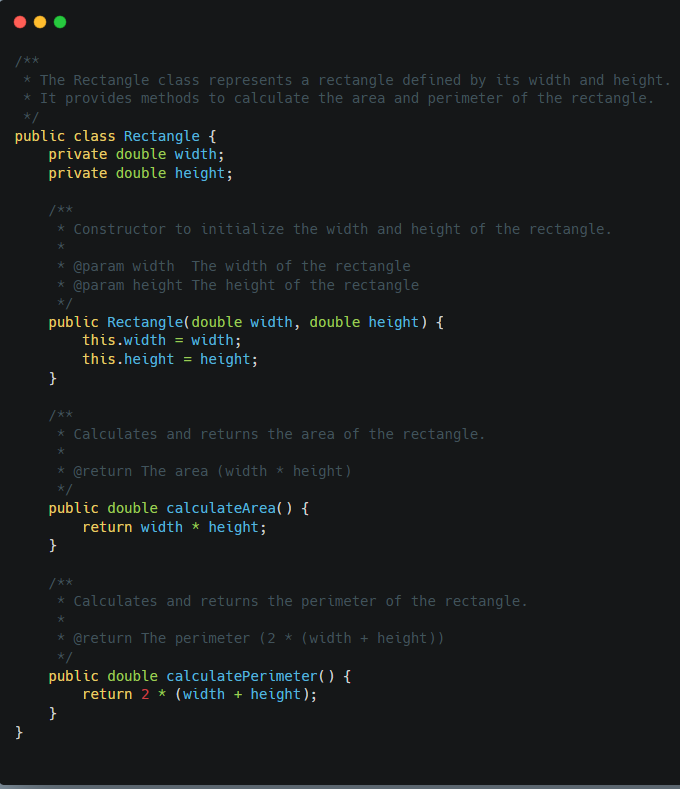 /**
 * The Rectangle class represents a rectangle defined by its width and height.
 * It provides methods to calculate the area and perimeter of the rectangle.
 */
public class Rectangle {
    private double width;
    private double height;

    /**
     * Constructor to initialize the width and height of the rectangle.
     *
     * @param width  The width of the rectangle
     * @param height The height of the rectangle
     */
    public Rectangle(double width, double height) {
        this.width = width;
        this.height = height;
    }

    /**
     * Calculates and returns the area of the rectangle.
     *
     * @return The area (width * height)
     */
    public double calculateArea() {
        return width * height;
    }

    /**
     * Calculates and returns the perimeter of the rectangle.
     *
     * @return The perimeter (2 * (width + height))
     */
    public double calculatePerimeter() {
        return 2 * (width + height);
    }
}